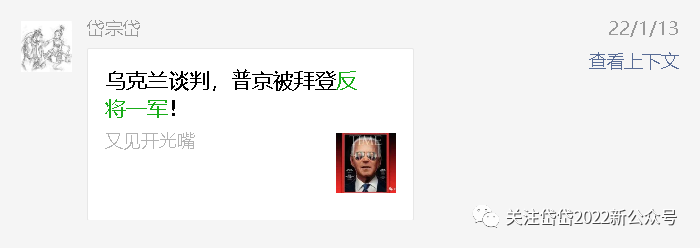 岱宗岱
22/1/13
查看上下文
乌克兰谈判，普京被拜登反
将一军！
又见开光嘴
TIME
关注岱岱2022新公众号